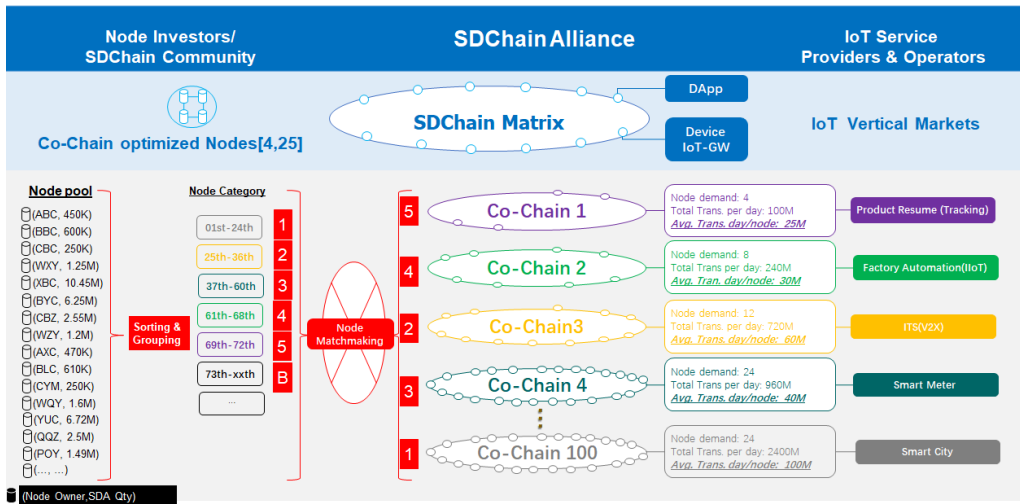 Node Investors/
SDChain Community
SDChain Alliance
IoT Service
Providers & Operators
Co-Chain optimized Nodes[4,25]
SDChain Matrix
DApp
Device
IoT-GW
IoT Vertical Markets
Node pool
(ABC, 450K)
(BBC, 600K)
(CBC, 250K)
(WXY, 1.25M)
(XBC, 10.45M)
(BYC, 6.25M)
(CBZ, 2.55M)
(WZY, 1.2M)
(AXC, 470K)
(BLC, 610K)
(CYM, 250K)
(WQY, 1.6M)
(YUC, 6.72M)
(QQZ, 2.5M)
(POY, 1.49M)
(..., ...)
(Node Owner,SDA Qty)
Sorting &
Grouping
Node Category
01st-24th
1
25th-36th
2
37th-60th
3
61th-68th
4
69th-72th
5
73th-xxth
B
...
Node
Matchmaking
5
Co-Chain 1
Node demand: 4
Total Trans. per day: 100M
Avg. Trans. day/node: 25M
Product Resume (Tracking)
4
Co-Chain 2
Node demand: 8
Total Trans per day: 240M
Avg. Trans. day/node: 30M
Factory Automation(IIoT)
2
Co-Chain3
Node demand: 12
Total Trans per day: 720M
Avg. Trans. day/node: 60M
ITS(V2X)
3
Co-Chain 4
Node demand: 24
Total Trans per day: 960M
Avg. Trans. day/node: 40M
Smart Meter
1
Co-Chain 100
Node demand: 24
Total Trans per day: 2400M
Avg. Trans. day/node: 100M
Smart City